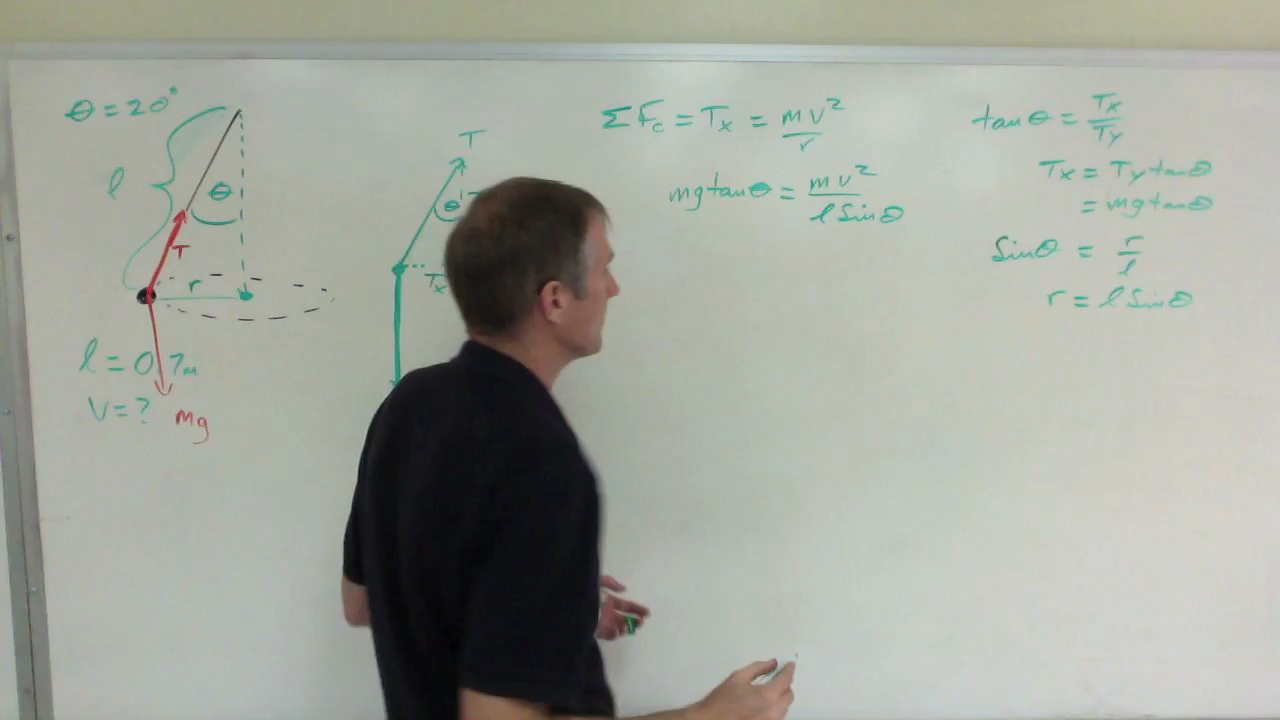 θ = 20°
l
θ
T
r
l = 0.7m
V = ?
mg
T
θ
Tx
ΣFc = Tx = mv²/r
mg tanθ = mv²/(l sinθ)
tanθ = Tx/Ty
Tx = Ty tanθ
= mg tanθ
Sinθ = r/l
r = l Sinθ